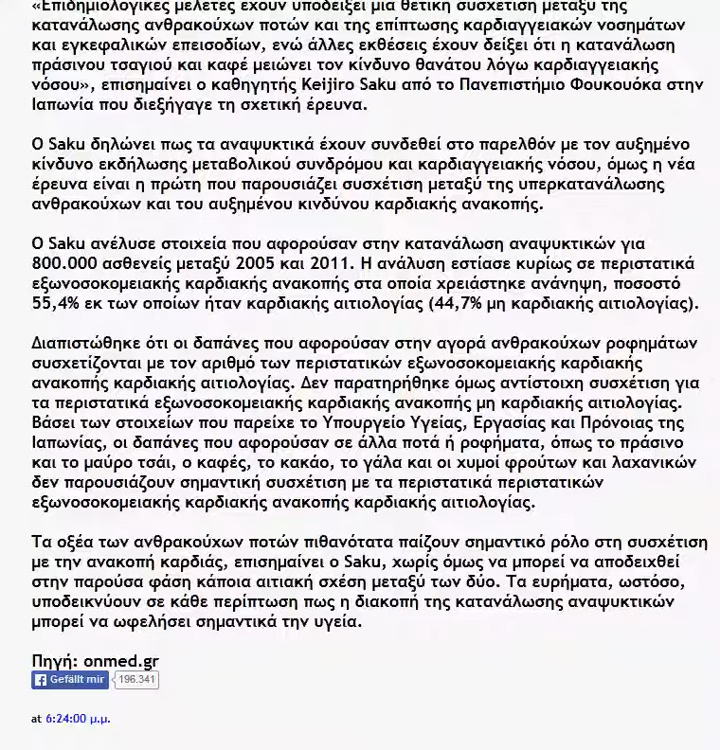 «Επιδημιολογικές μελέτες έχουν υποδείξει μια θετική συσχέτιση μεταξύ της
κατανάλωσης ανθρακούχων ποτών και της επίπτωσης καρδιαγγειακών νοσημάτων
και εγκεφαλικών επεισοδίων, ενώ άλλες εκθέσεις έχουν δείξει ότι η κατανάλωση
πράσινου τσαγιού και καφέ μειώνει τον κίνδυνο θανάτου λόγω καρδιαγγειακής
νόσου», επισημαίνει ο καθηγητής Keijiro Saku από το Πανεπιστήμιο Φουκουόκα στην
Ιαπωνία που διεξήγαγε τη σχετική έρευνα.
Ο Saku δηλώνει πως τα αναψυκτικά έχουν συνδεθεί στο παρελθόν με τον αυξημένο
κίνδυνο εκδήλωσης μεταβολικού συνδρόμου και καρδιαγγειακής νόσου, όμως η νέα
έρευνα είναι η πρώτη που παρουσιάζει συσχέτιση μεταξύ της υπερκατανάλωσης
ανθρακούχων και του αυξημένου κινδύνου καρδιακής ανακοπής.
Ο Saku ανέλυσε στοιχεία που αφορούσαν στην κατανάλωση αναψυκτικών για
800.000 ασθενείς μεταξύ 2005 και 2011. Η ανάλυση εστίασε κυρίως σε περιστατικά
εξωνοσοκομειακής καρδιακής ανακοπής στα οποία χρειάστηκε ανάνηψη, ποσοστό
55,4% εκ των οποίων ήταν καρδιακής αιτιολογίας (44,7% μη καρδιακής αιτιολογίας).
Διαπιστώθηκε ότι οι δαπάνες που αφορούσαν στην αγορά ανθρακούχων ροφημάτων
συσχετίζονται με τον αριθμό των περιστατικών εξωνοσοκομειακής καρδιακής
ανακοπής καρδιακής αιτιολογίας. Δεν παρατηρήθηκε όμως αντίστοιχη συσχέτιση για
τα περιστατικά εξωνοσοκομειακής καρδιακής ανακοπής μη καρδιακής αιτιολογίας.
Βάσει των στοιχείων που παρείχε το Υπουργείο Υγείας, Εργασίας και Πρόνοιας της
Ιαπωνίας, οι δαπάνες που αφορούσαν σε άλλα ποτά ή ροφήματα, όπως το πράσινο
και το μαύρο τσάι, ο καφές, το κακάο, το γάλα και οι χυμοί φρούτων και λαχανικών
δεν παρουσιάζουν σημαντική συσχέτιση με τα περιστατικά περιστατικών
εξωνοσοκομειακής καρδιακής ανακοπής καρδιακής αιτιολογίας.
Τα οξέα των ανθρακούχων ποτών πιθανότατα παίζουν σημαντικό ρόλο στη συσχέτιση
με την ανακοπή καρδιάς, επισημαίνει ο Saku, χωρίς όμως να μπορεί να αποδειχθεί
στην παρούσα φάση κάποια αιτιακή σχέση μεταξύ των δύο. Τα ευρήματα, ωστόσο,
υποδεικνύουν σε κάθε περίπτωση πως η διακοπή της κατανάλωσης αναψυκτικών
μπορεί να ωφελήσει σημαντικά την υγεία.
Πηγή: onmed.gr
Gefällt mir 196.341
at 6:24:00 μ.μ.